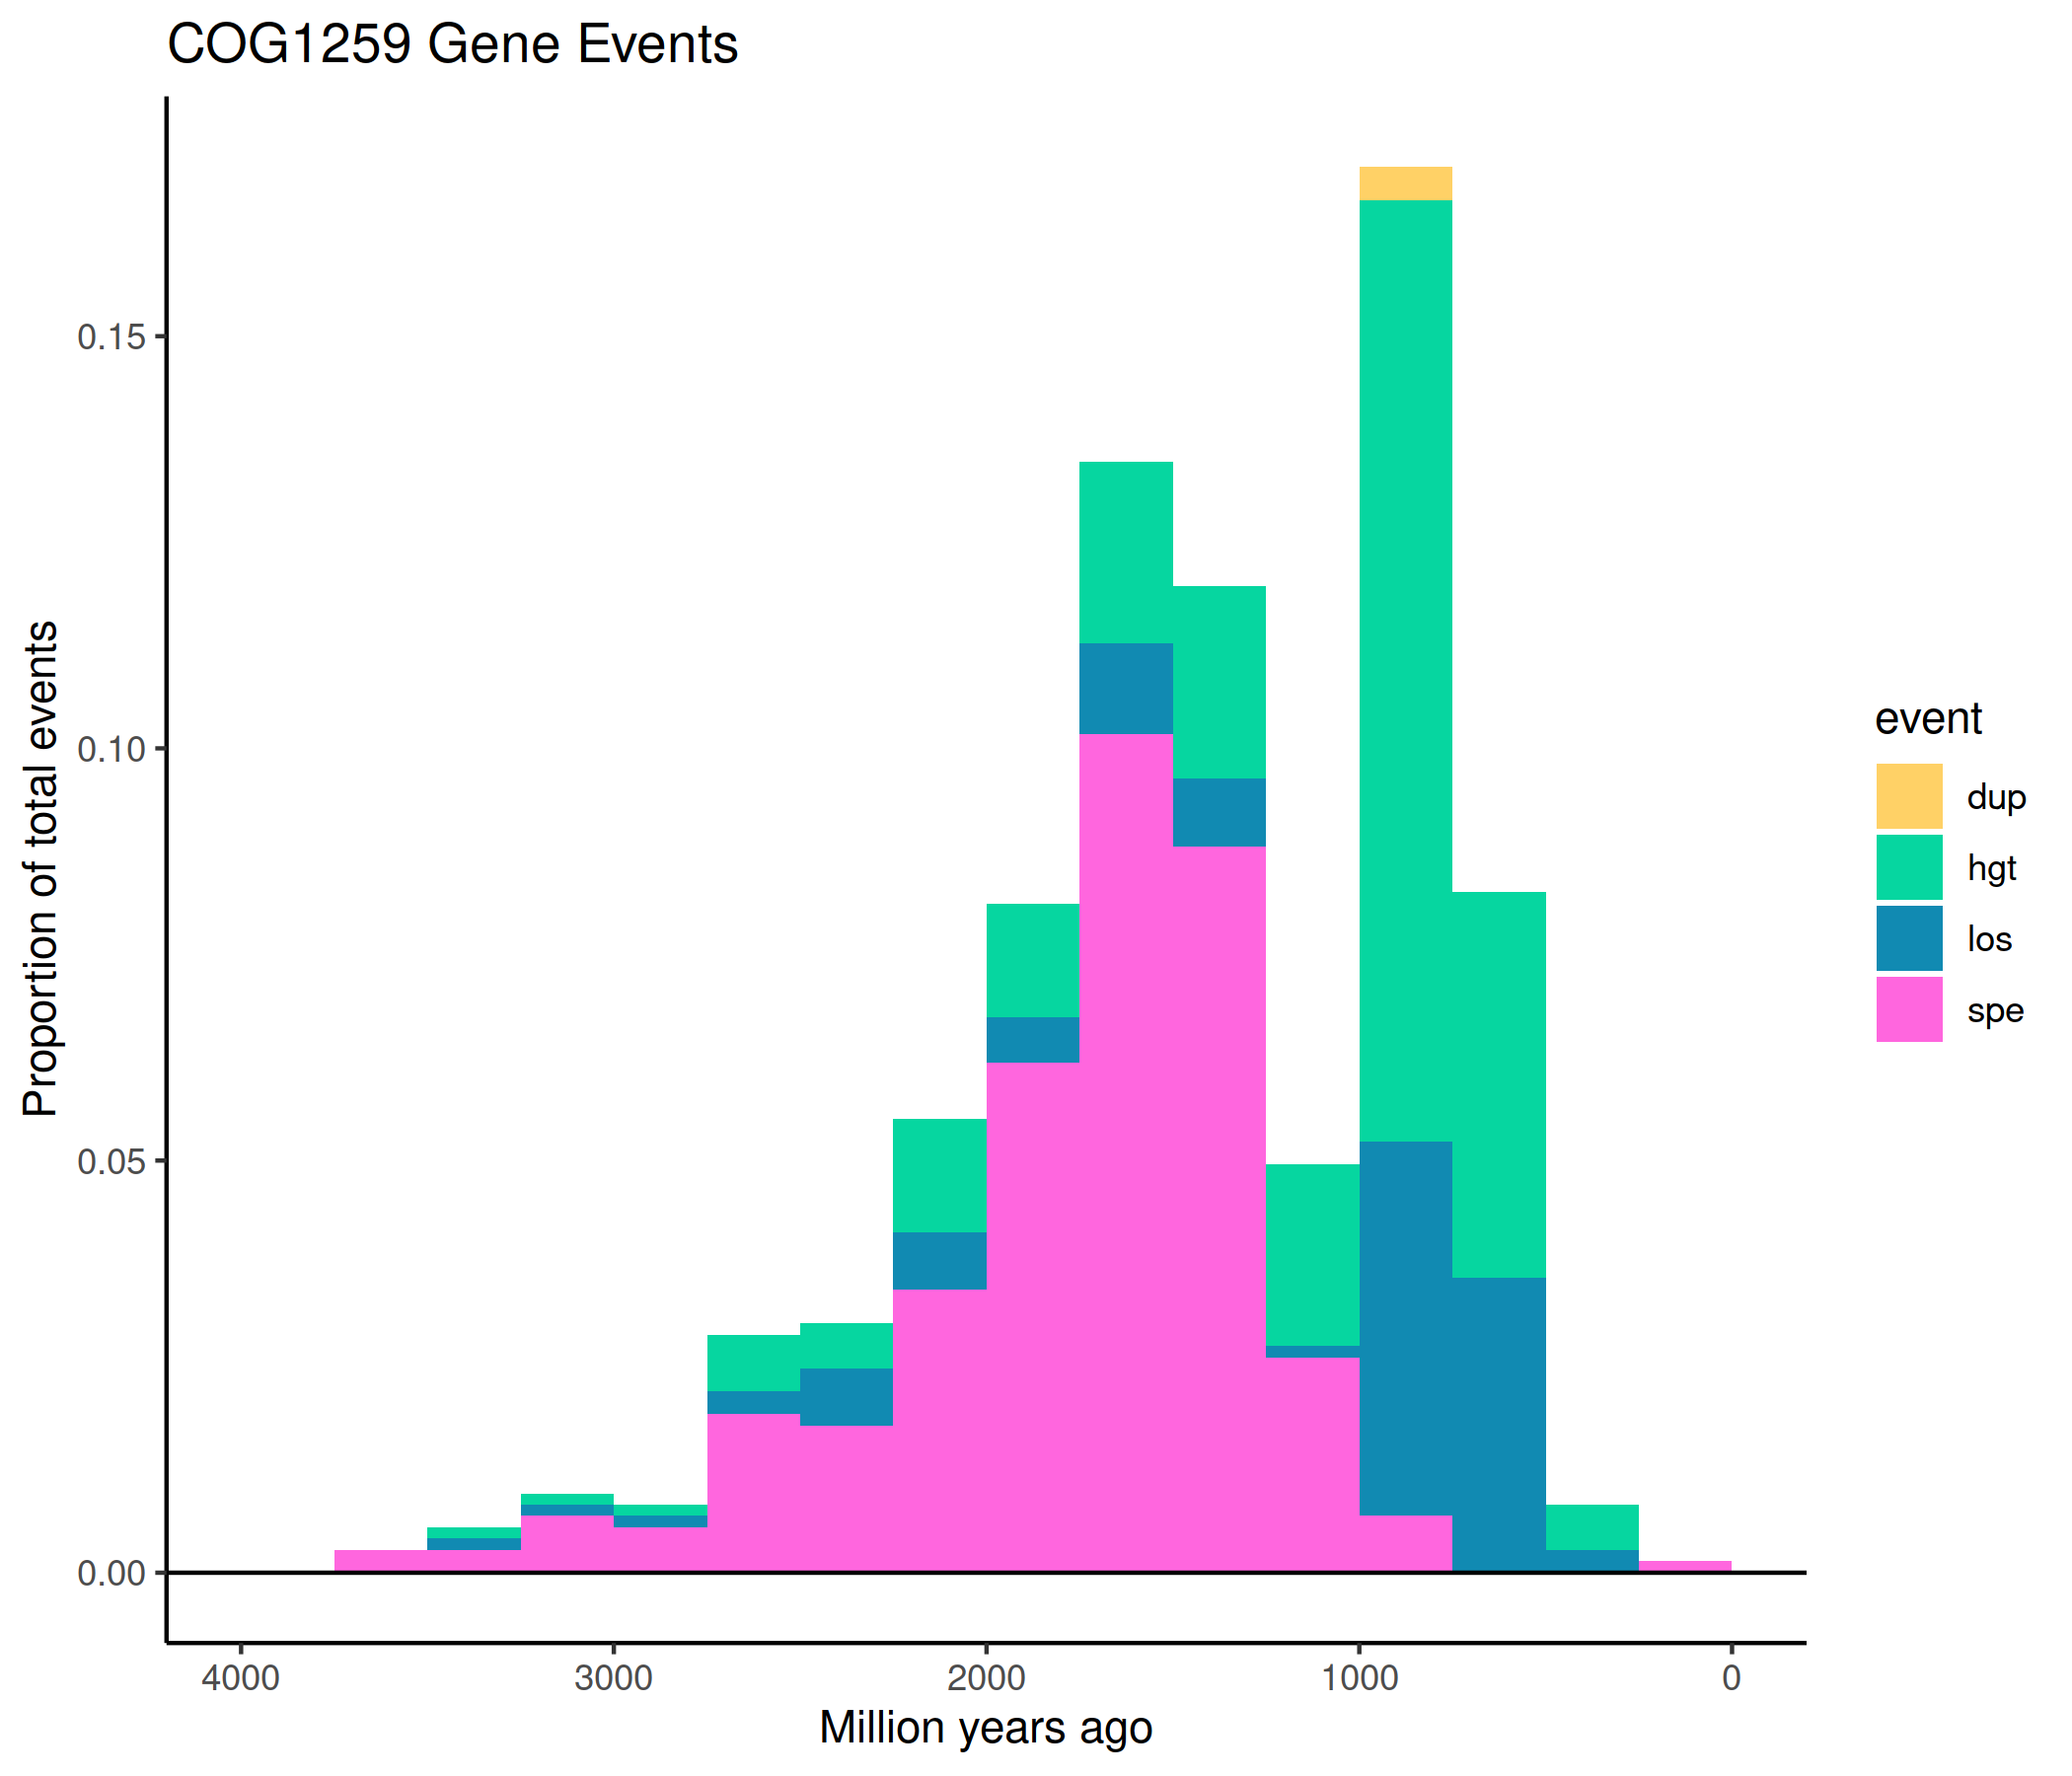 COG1259 Gene Events
Proportion of total events
0.15
0.10
0.05
0.00
4000 3000 2000 1000 0
Million years ago
event
dup
hgt
los
spe